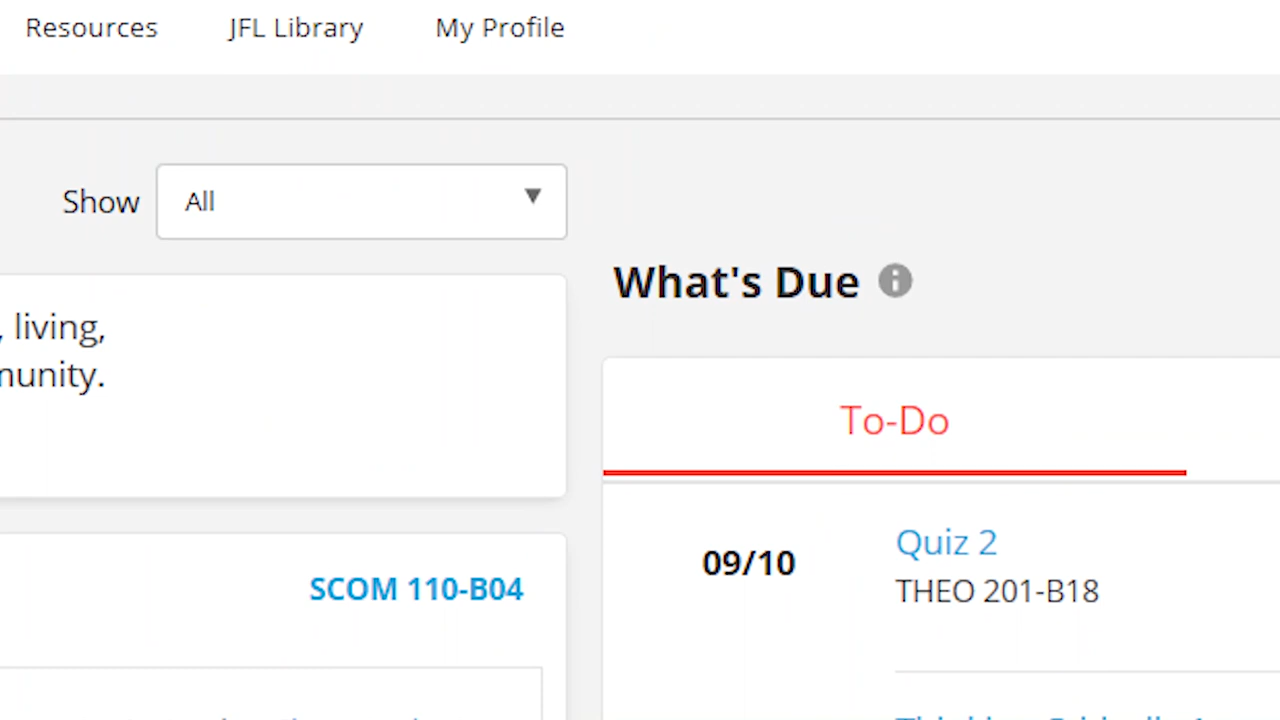 Resources JFL Library My Profile
Show All
living,
What's Due
To-Do
09/10 Quiz 2
THEO 201-B18
SCOM 110-B04